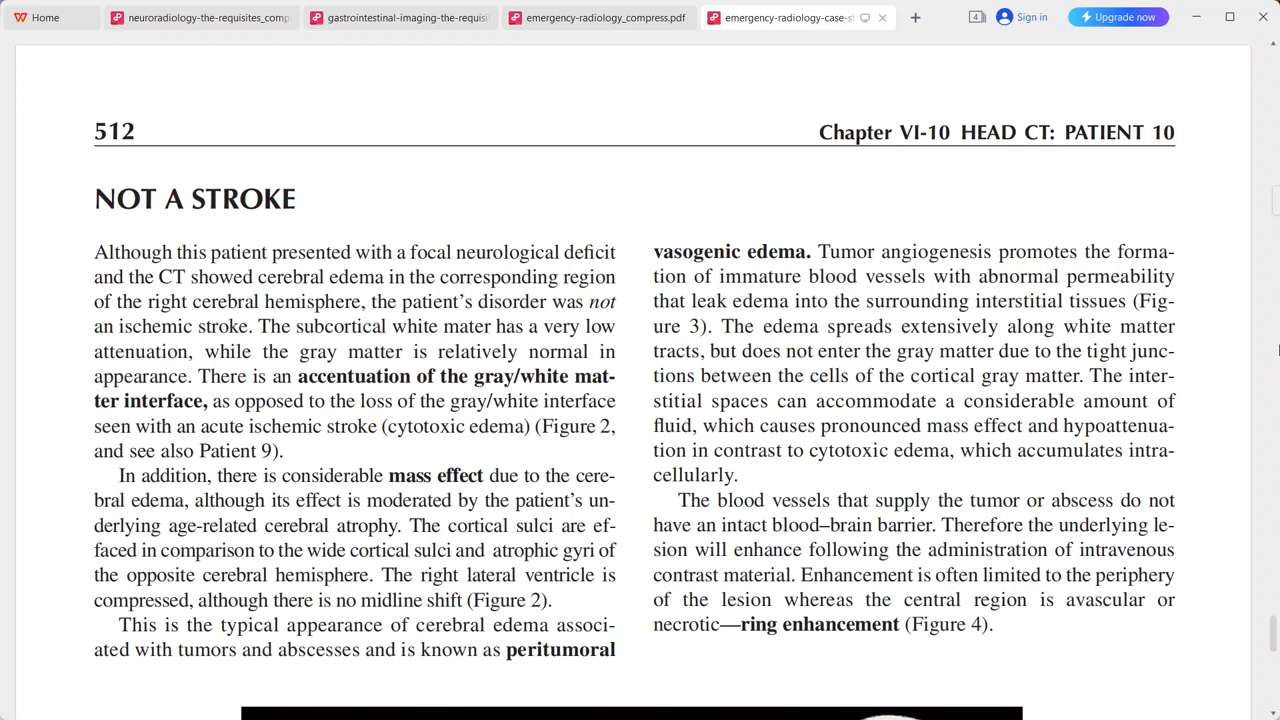 Home
neuroradiology-the-requisites_comp
gastrointestinal-imaging-the-requisi
emergency-radiology_compress.pdf
emergency-radiology-case-st
4
Sign in
Upgrade now
512
Chapter VI-10 HEAD CT: PATIENT 10
NOT A STROKE
Although this patient presented with a focal neurological deficit
and the CT showed cerebral edema in the corresponding region
of the right cerebral hemisphere, the patient's disorder was not
an ischemic stroke. The subcortical white mater has a very low
attenuation, while the gray matter is relatively normal in
appearance. There is an accentuation of the gray/white mat-
ter interface, as opposed to the loss of the gray/white interface
seen with an acute ischemic stroke (cytotoxic edema) (Figure 2,
and see also Patient 9).
In addition, there is considerable mass effect due to the cere-
bral edema, although its effect is moderated by the patient's un-
derlying age-related cerebral atrophy. The cortical sulci are ef-
faced in comparison to the wide cortical sulci and atrophic gyri of
the opposite cerebral hemisphere. The right lateral ventricle is
compressed, although there is no midline shift (Figure 2).
This is the typical appearance of cerebral edema associ-
ated with tumors and abscesses and is known as peritumoral
vasogenic edema. Tumor angiogenesis promotes the forma-
tion of immature blood vessels with abnormal permeability
that leak edema into the surrounding interstitial tissues (Fig-
ure 3). The edema spreads extensively along white matter
tracts, but does not enter the gray matter due to the tight junc-
tions between the cells of the cortical gray matter. The inter-
stitial spaces can accommodate a considerable amount of
fluid, which causes pronounced mass effect and hypoattenua-
tion in contrast to cytotoxic edema, which accumulates intra-
cellularly.
The blood vessels that supply the tumor or abscess do not
have an intact blood–brain barrier. Therefore the underlying le-
sion will enhance following the administration of intravenous
contrast material. Enhancement is often limited to the periphery
of the lesion whereas the central region is avascular or
necrotic—ring enhancement (Figure 4).